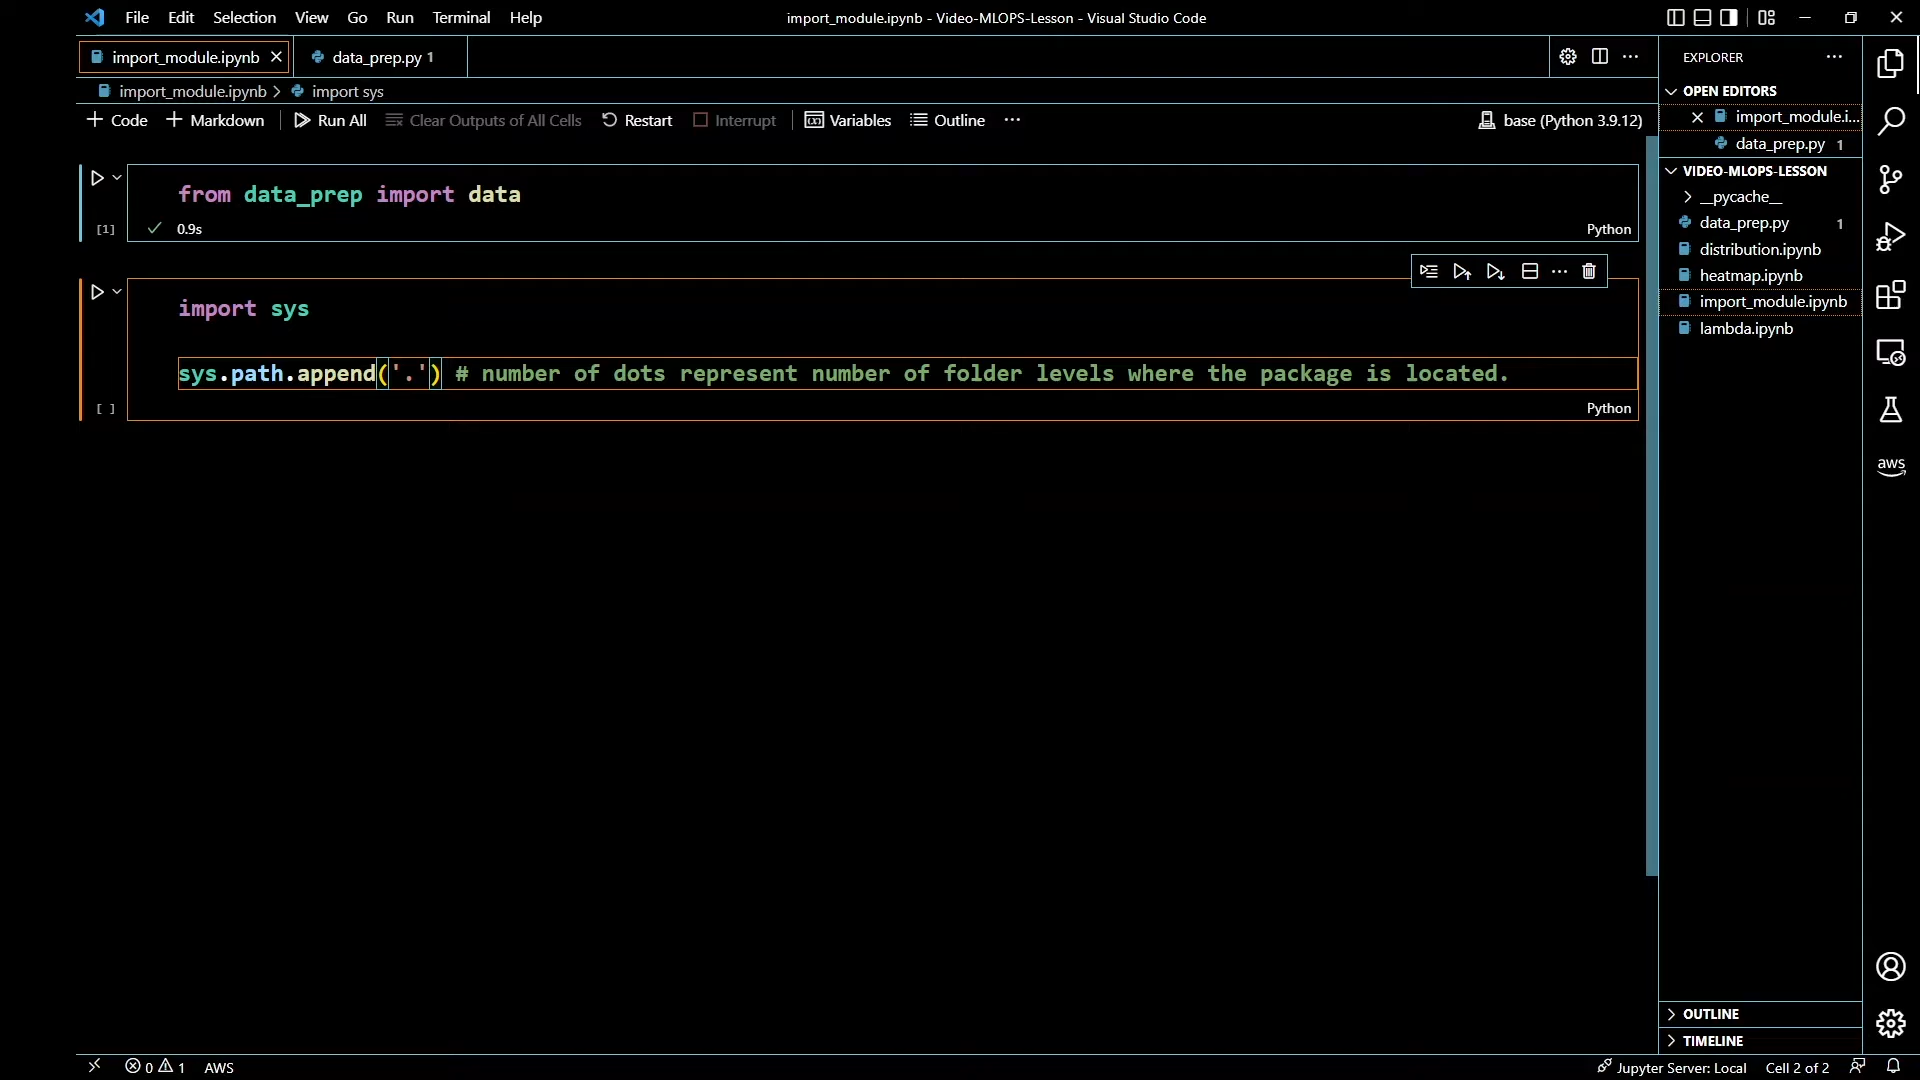 File Edit Selection View Go Run Terminal Help
import_module.ipynb - Video-MLOPS-Lesson - Visual Studio Code
import_module.ipynb
data_prep.py 1
import_module.ipynb > import sys
Code Markdown Run All Clear Outputs of All Cells Restart Interrupt Variables Outline ...
base (Python 3.9.12)
from data_prep import data
[1] 0.9s
Python
import sys
sys.path.append('.') # number of dots represent number of folder levels where the package is located.
[ ]
Python
EXPLORER
OPEN EDITORS
import_module.i...
data_prep.py 1
VIDEO-MLOPS-LESSON
__pycache__
data_prep.py 1
distribution.ipynb
heatmap.ipynb
import_module.ipynb
lambda.ipynb
OUTLINE
TIMELINE
aws
0 1 AWS
Jupyter Server: Local Cell 2 of 2